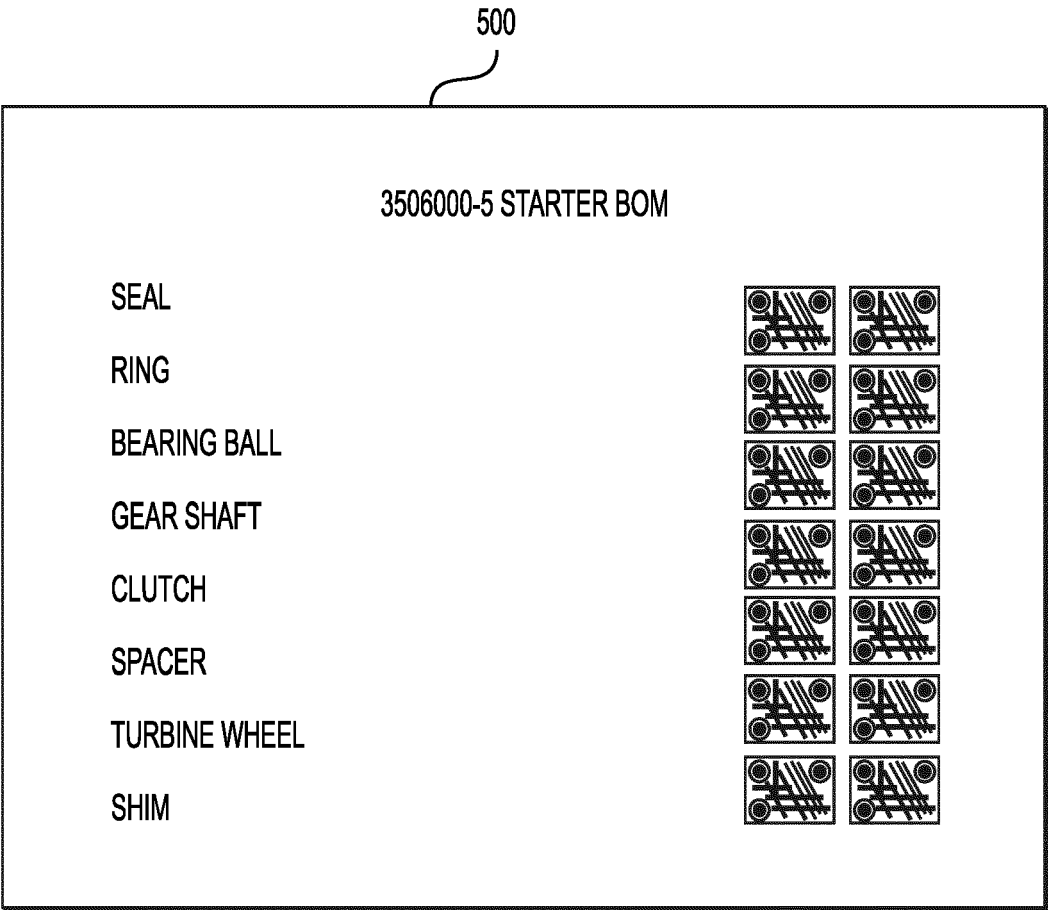 500
3506000-5 STARTER BOM
SEAL
RING
BEARING BALL
GEAR SHAFT
CLUTCH
SPACER
TURBINE WHEEL
SHIM